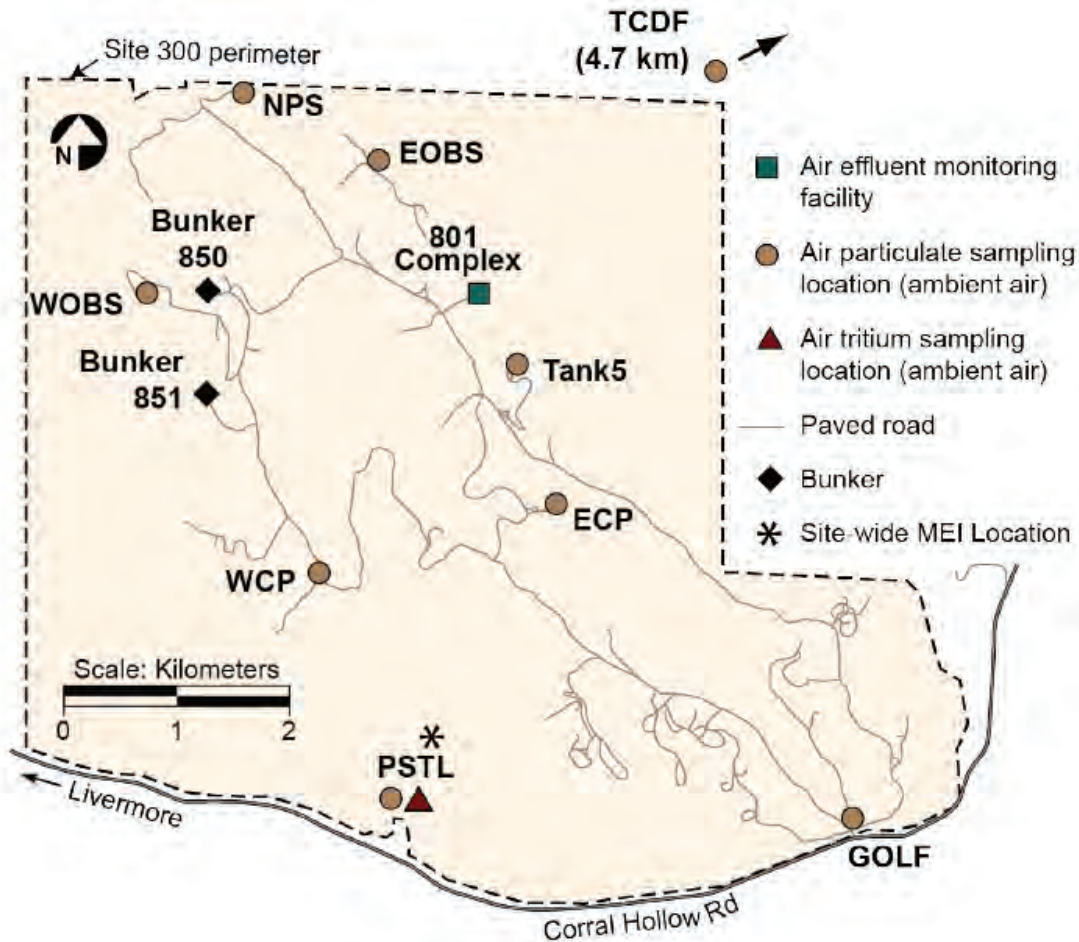 TCDF
(4.7 km)
Site 300 perimeter
NPS
N
EOBS
Bunker
850
801
Complex
WOBS
Bunker
851
Tank5
ECP
WCP
Scale: Kilometers
0 1 2
PSTL
Livermore
GOLF
Corral Hollow Rd
Air effluent monitoring
facility
Air particulate sampling
location (ambient air)
Air tritium sampling
location (ambient air)
Paved road
Bunker
Site-wide MEI Location